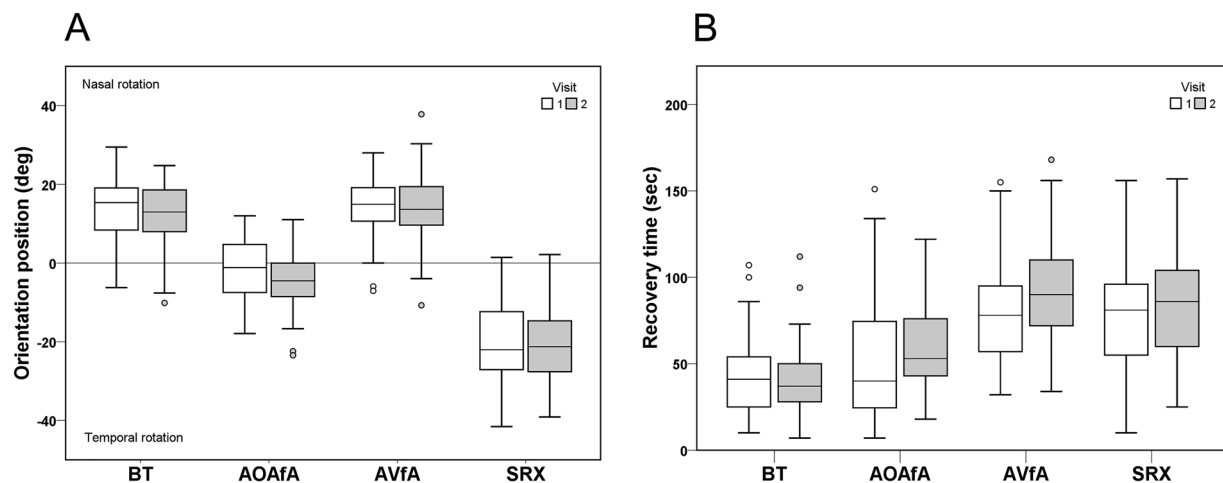 A
Nasal rotation
Visit
1 2
Orientation position (deg)
40
20
0
-20
-40
Temporal rotation
BT AOAfA AVfA SRX
B
Visit
1 2
Recovery time (sec)
200
150
100
50
0
BT AOAfA AVfA SRX